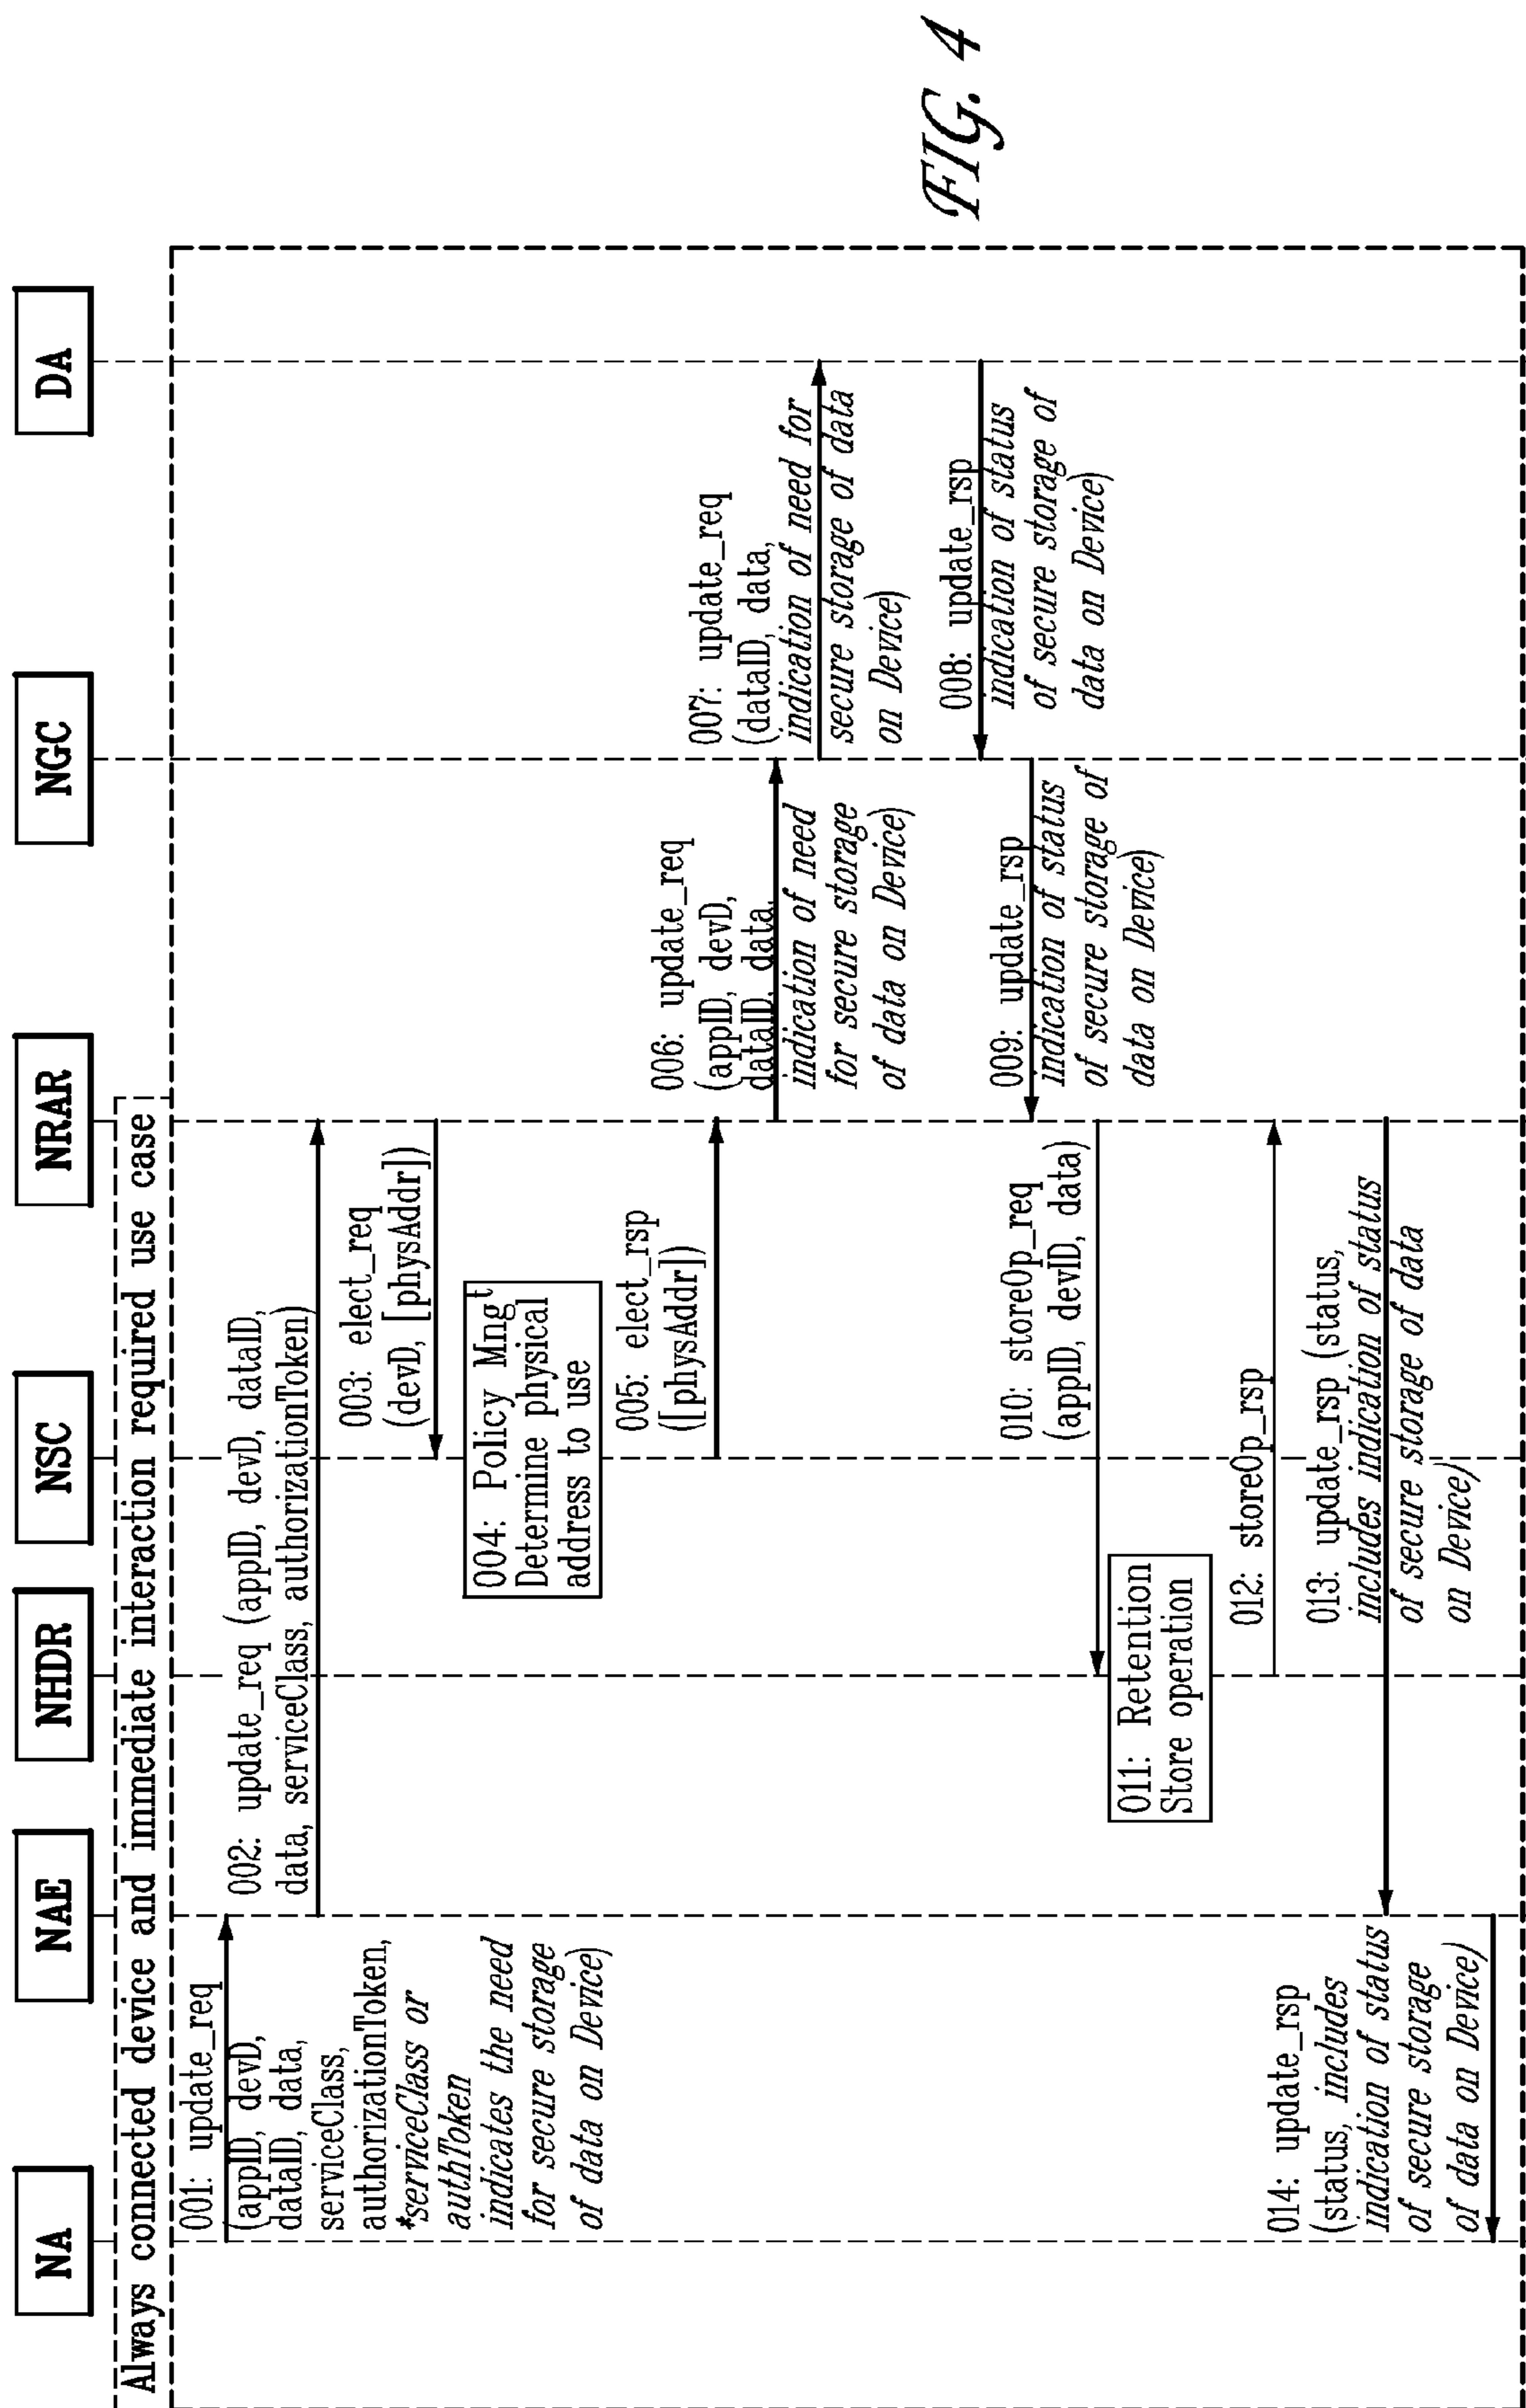 NA
NAE
NHDR
NSC
NRAR
NGC
DA
Always connected device and immediate interaction required use case
001: update_req
(appID, devD,
dataID, data,
serviceClass,
authorizationToken,
*serviceClass or
authToken
indicates the need
for secure storage
of data on Device)
002: update_req (appID, devD, dataID,
data, serviceClass, authorizationToken)
003: elect_req
(devD, [physAddr])
004: Policy Mngt
Determine physical
address to use
005: elect_rsp
([physAddr])
006: update_req
(appID, devD,
dataID, data,
indication of need
for secure storage
of data on Device)
007: update_req
(dataID, data,
indication of need for
secure storage of data
on Device)
008: update_rsp
indication of status
of secure storage of
data on Device)
009: update_rsp
indication of status
of secure storage of
data on Device)
010: storeOp_req
(appID, devID, data)
011: Retention
Store operation
012: storeOp_rsp
013: update_rsp (status,
includes indication of status
of secure storage of data
on Device)
014: update_rsp
(status, includes
indication of status
of secure storage
of data on Device)
FIG. 4